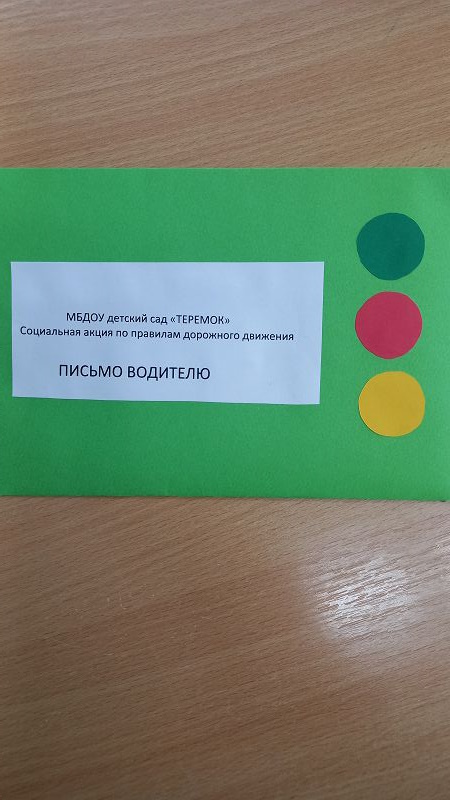 МБДОУ детский сад «ТЕРЕМОК»
Социальная акция по правилам дорожного движения
ПИСЬМО ВОДИТЕЛЮ